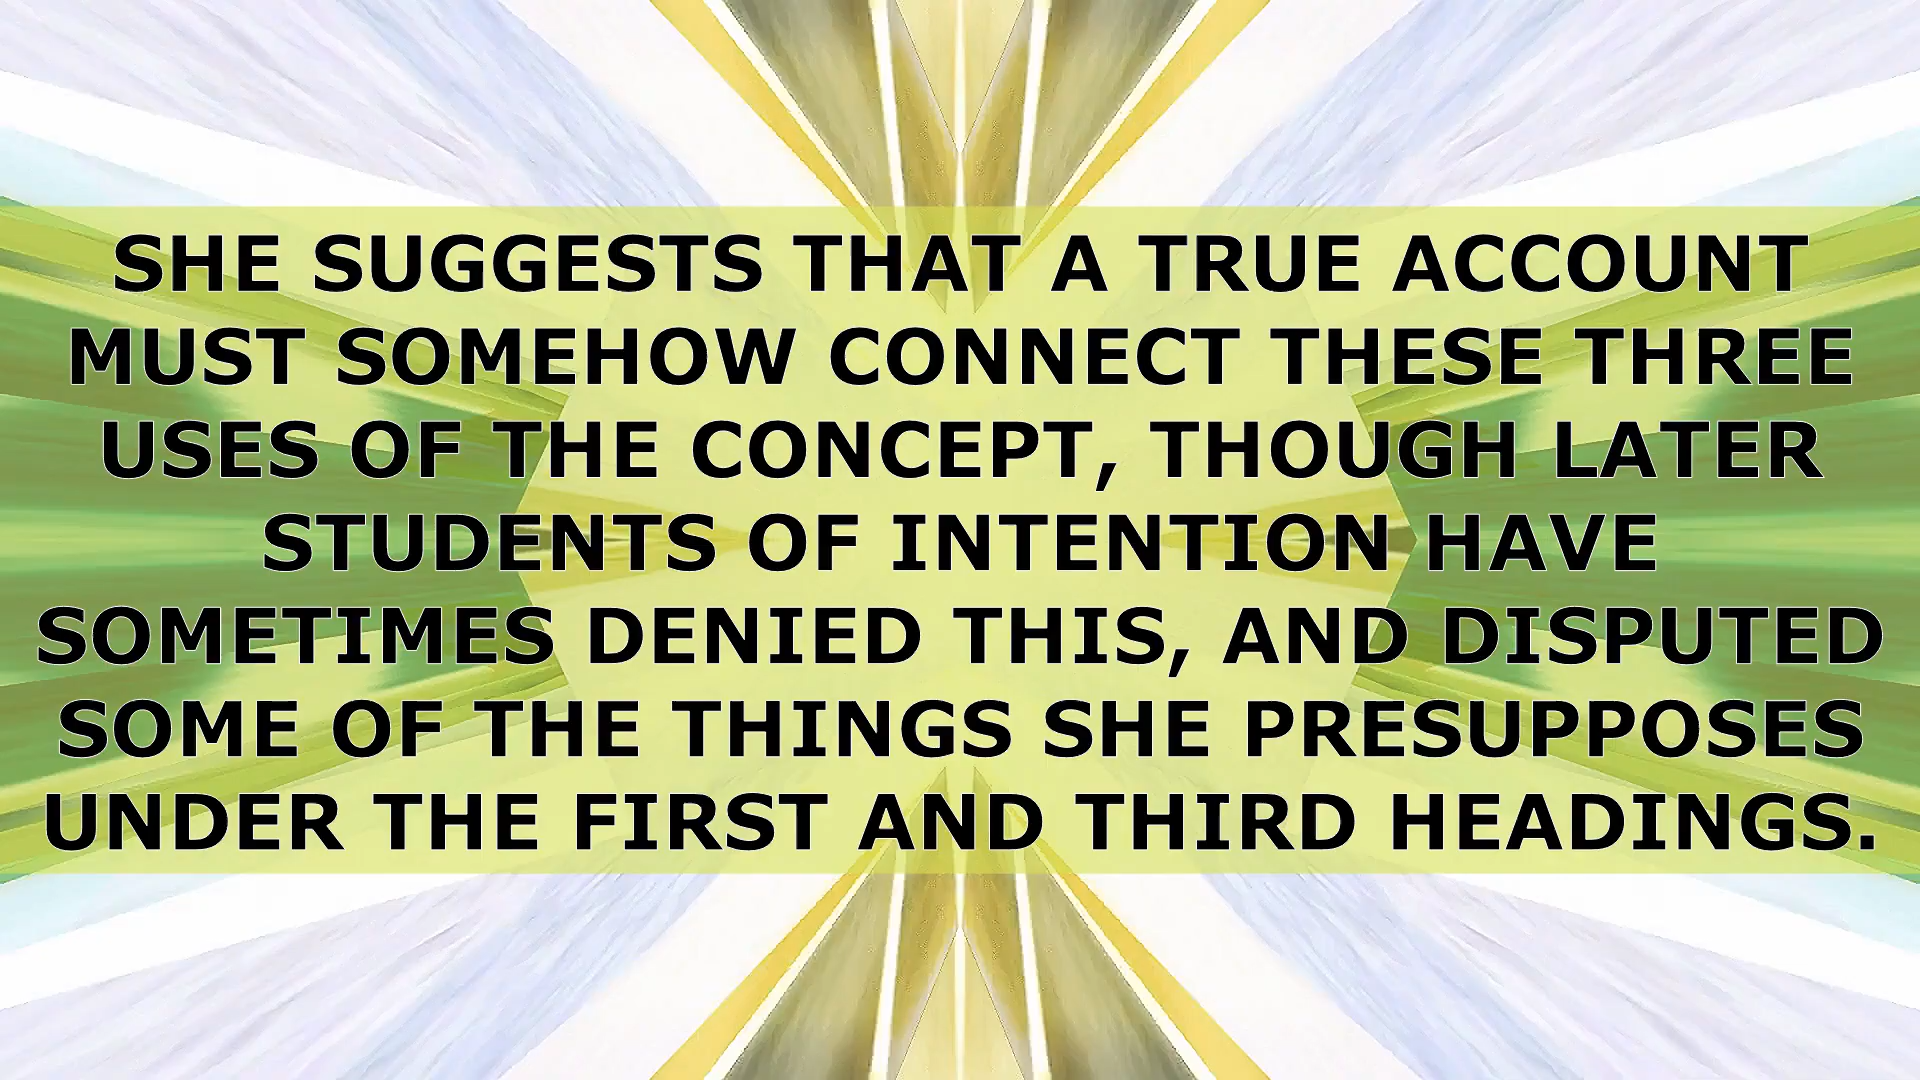 SHE SUGGESTS THAT A TRUE ACCOUNT
MUST SOMEHOW CONNECT THESE THREE
USES OF THE CONCEPT, THOUGH LATER
STUDENTS OF INTENTION HAVE
SOMETIMES DENIED THIS, AND DISPUTED
SOME OF THE THINGS SHE PRESUPPOSES
UNDER THE FIRST AND THIRD HEADINGS.